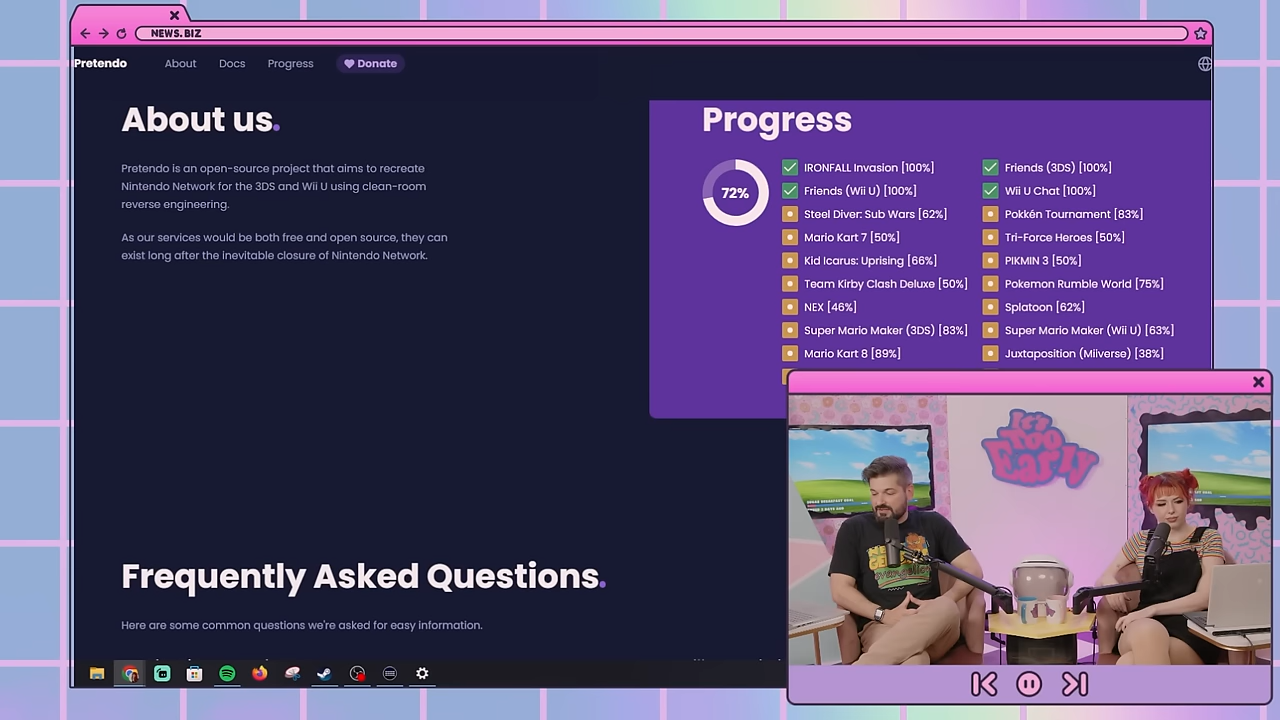 NEWS.BIZ
Pretendo
About
Docs
Progress
Donate
About us.
Pretendo is an open-source project that aims to recreate
Nintendo Network for the 3DS and Wii U using clean-room
reverse engineering.
As our services would be both free and open source, they can
exist long after the inevitable closure of Nintendo Network.
Progress
72%
IRONFALL Invasion [100%]
Friends (3DS) [100%]
Friends (Wii U) [100%]
Wii U Chat [100%]
Steel Diver: Sub Wars [62%]
Pokkén Tournament [83%]
Mario Kart 7 [50%]
Tri-Force Heroes [50%]
Kid Icarus: Uprising [66%]
PIKMIN 3 [50%]
Team Kirby Clash Deluxe [50%]
Pokemon Rumble World [75%]
NEX [46%]
Splatoon [62%]
Super Mario Maker (3DS) [83%]
Super Mario Maker (Wii U) [63%]
Mario Kart 8 [89%]
Juxtaposition (Miiverse) [38%]
Frequently Asked Questions.
Here are some common questions we're asked for easy information.
It's
Too
Early